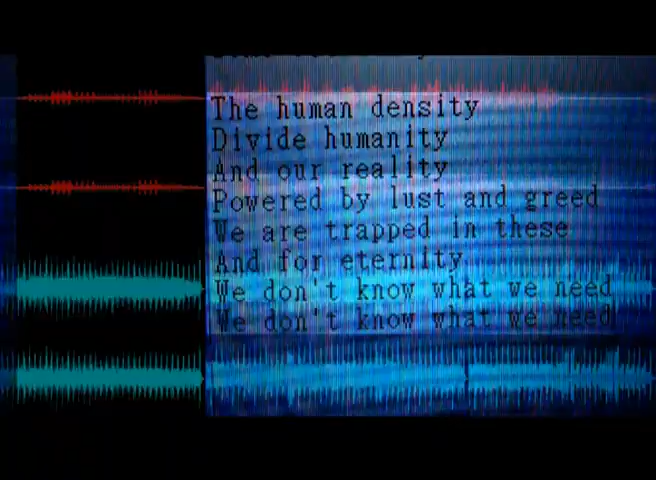 The human density
Divide humanity
And our reality
Powered by lust and greed
We are trapped in these
And for eternity
We don't know what we need
We don't know what we need